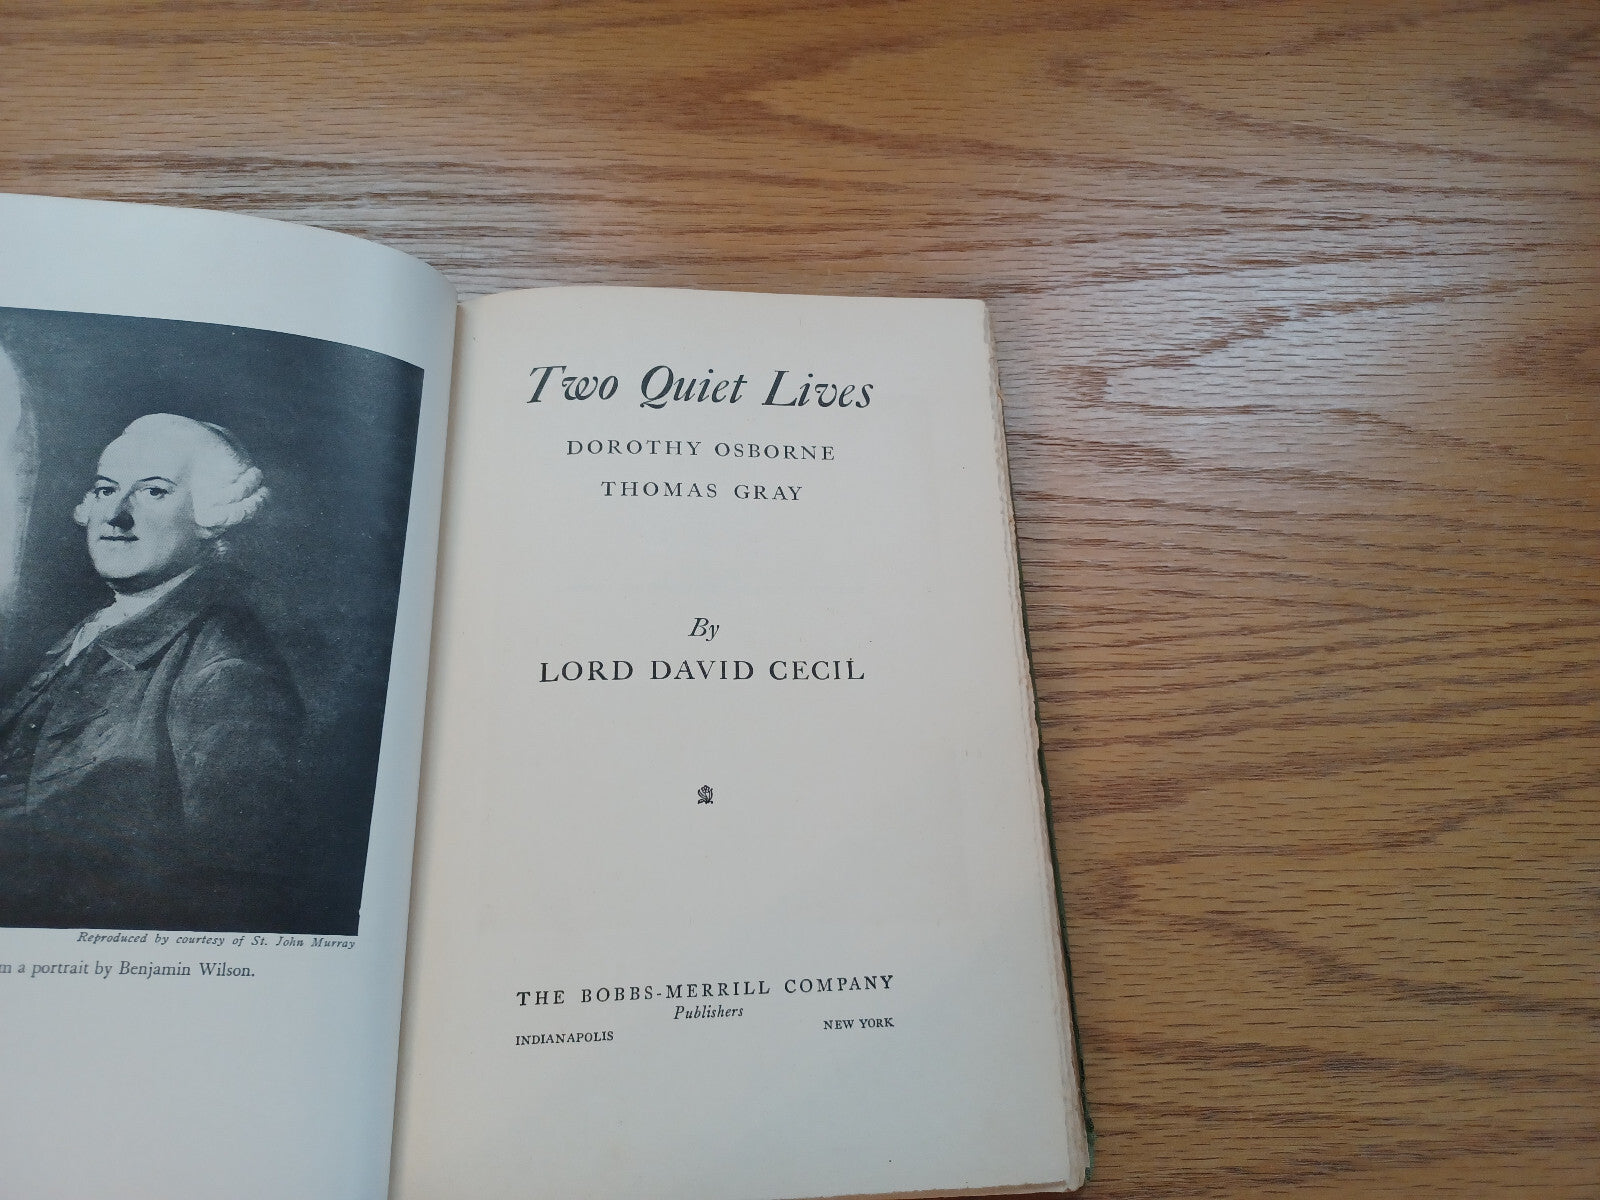 Reproduced by courtesy of St. John Murray
a portrait by Benjamin Wilson.
Two Quiet Lives
DOROTHY OSBORNE
THOMAS GRAY
By
LORD DAVID CECIL
THE BOBBS-MERRILL COMPANY
Publishers
INDIANAPOLIS NEW YORK